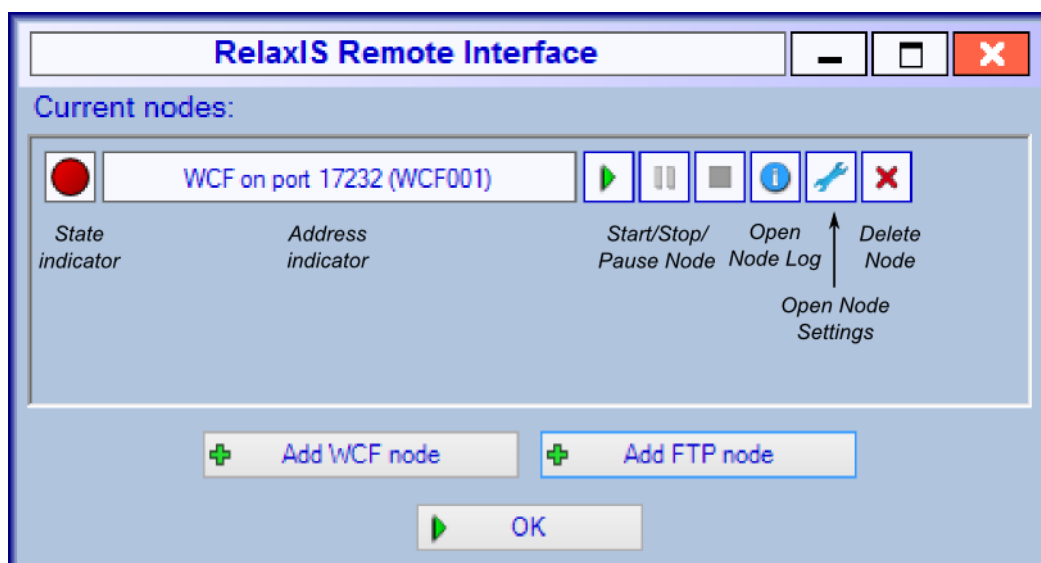 RelaxIS Remote Interface
Current nodes:
WCF on port 17232 (WCF001)
State
indicator
Address
indicator
Start/Stop/
Pause Node
Open
Node Log
Delete
Node
Open Node
Settings
Add WCF node
Add FTP node
OK